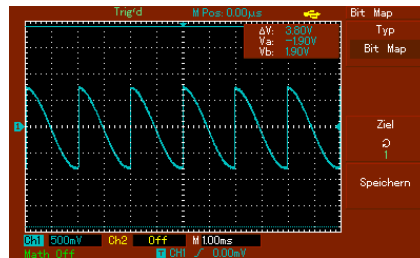 Trig'd M Pos: 0.00µs Bit Map
ΔV: 3.80V
Va: -1.90V
Vb: 1.90V
Typ
Bit Map
Ziel
1
Speichern
Ch1 500mV Ch2 Off M 1.00ms
Math Off T CH1 0.00mV